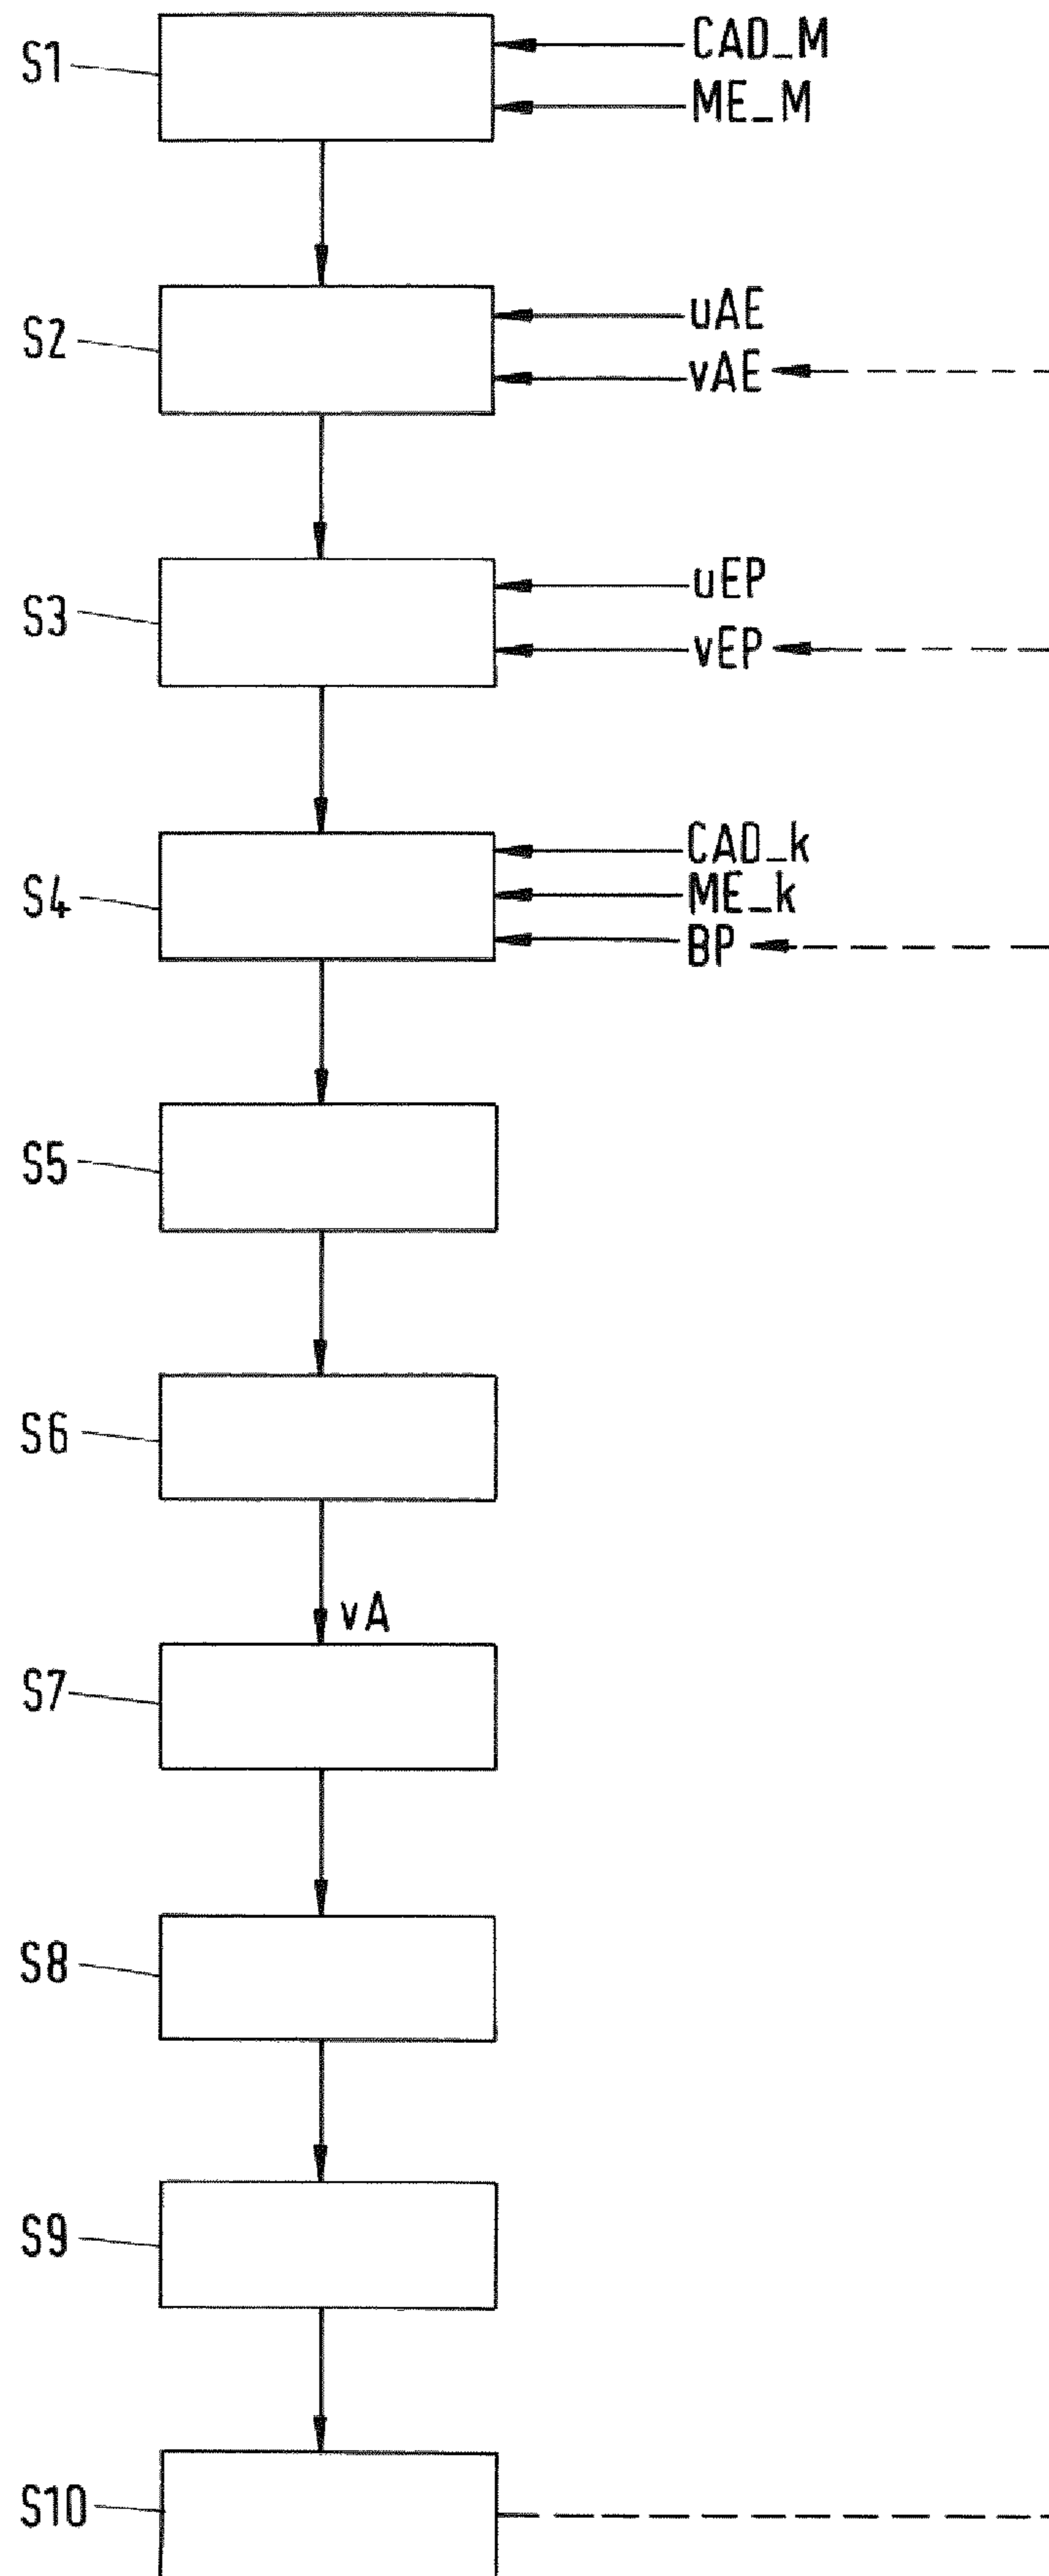 S1
CAD_M
ME_M
S2
uAE
vAE
S3
uEP
vEP
S4
CAD_k
ME_k
BP
S5
S6
vA
S7
S8
S9
S10